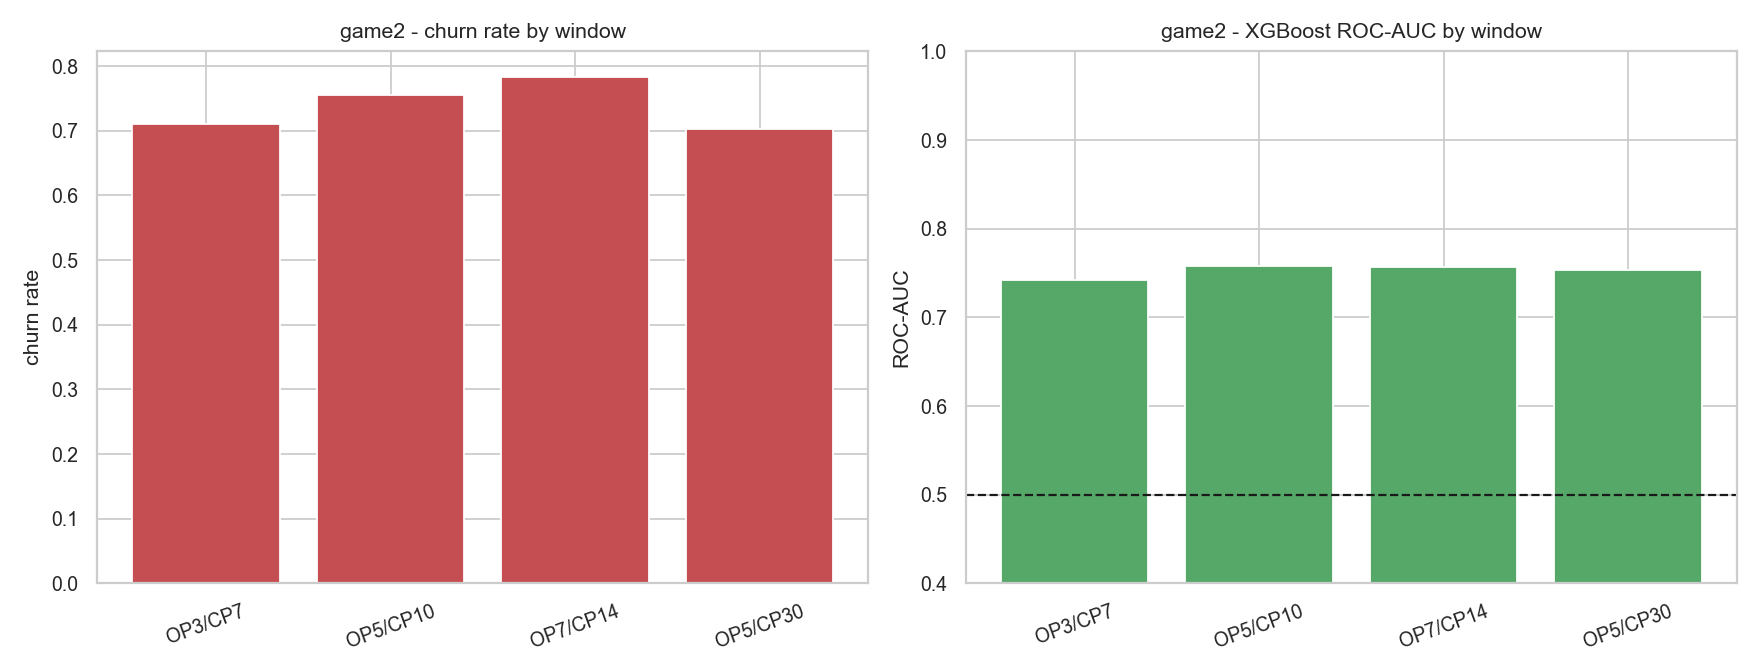 game2 - churn rate by window
churn rate
0.8
0.7
0.6
0.5
0.4
0.3
0.2
0.1
0.0
OP3/CP7
OP5/CP10
OP7/CP14
OP5/CP30
game2 - XGBoost ROC-AUC by window
ROC-AUC
1.0
0.9
0.8
0.7
0.6
0.5
0.4
OP3/CP7
OP5/CP10
OP7/CP14
OP5/CP30